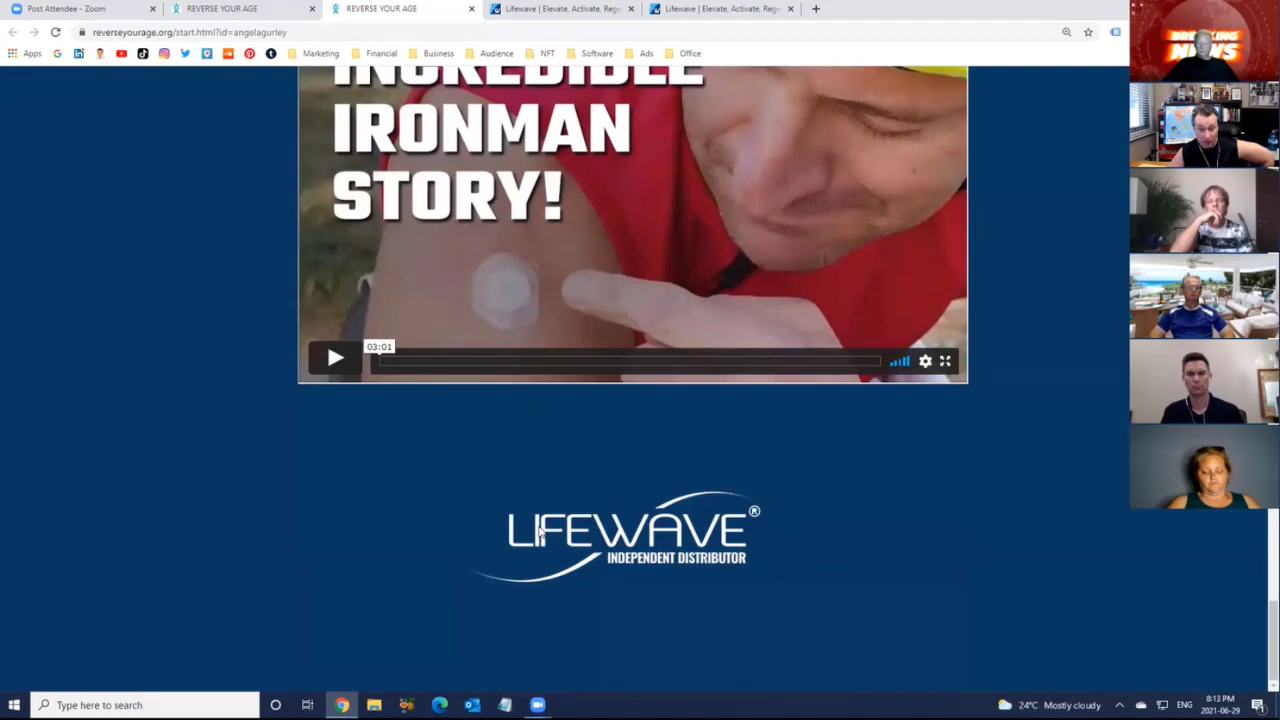 Post Attendee - Zoom
REVERSE YOUR AGE
REVERSE YOUR AGE
Lifewave | Elevate, Activate, Rege
Lifewave | Elevate, Activate, Rege
reverseyourage.org/start.html?id=angelagurley
Apps
Marketing
Financial
Business
Audience
NFT
Software
Ads
Office
BREAKING
NEWS
INCREDIBLE
IRONMAN
STORY!
03:01
LIFEWAVE®
INDEPENDENT DISTRIBUTOR
Type here to search
24°C Mostly cloudy
ENG
8:13 PM
2021-06-29